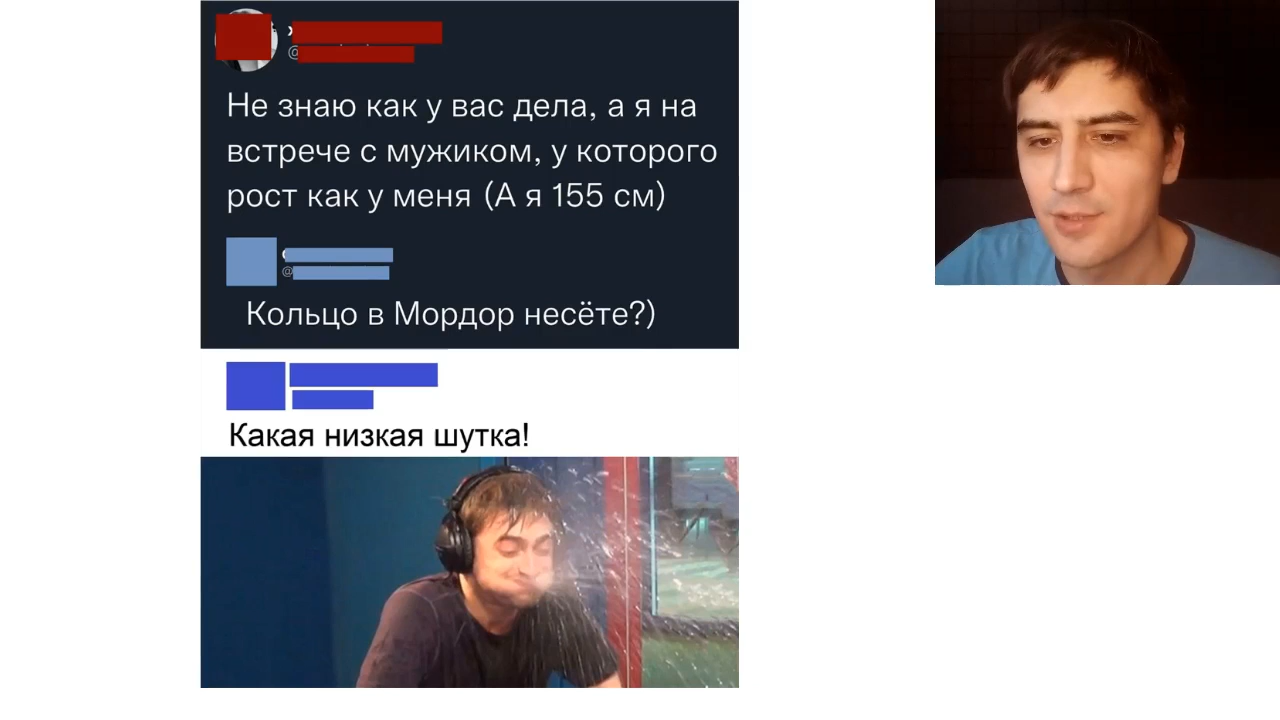 @
Не знаю как у вас дела, а я на
встрече с мужиком, у которого
рост как у меня (А я 155 см)
@
Кольцо в Мордор несёте?)
Какая низкая шутка!